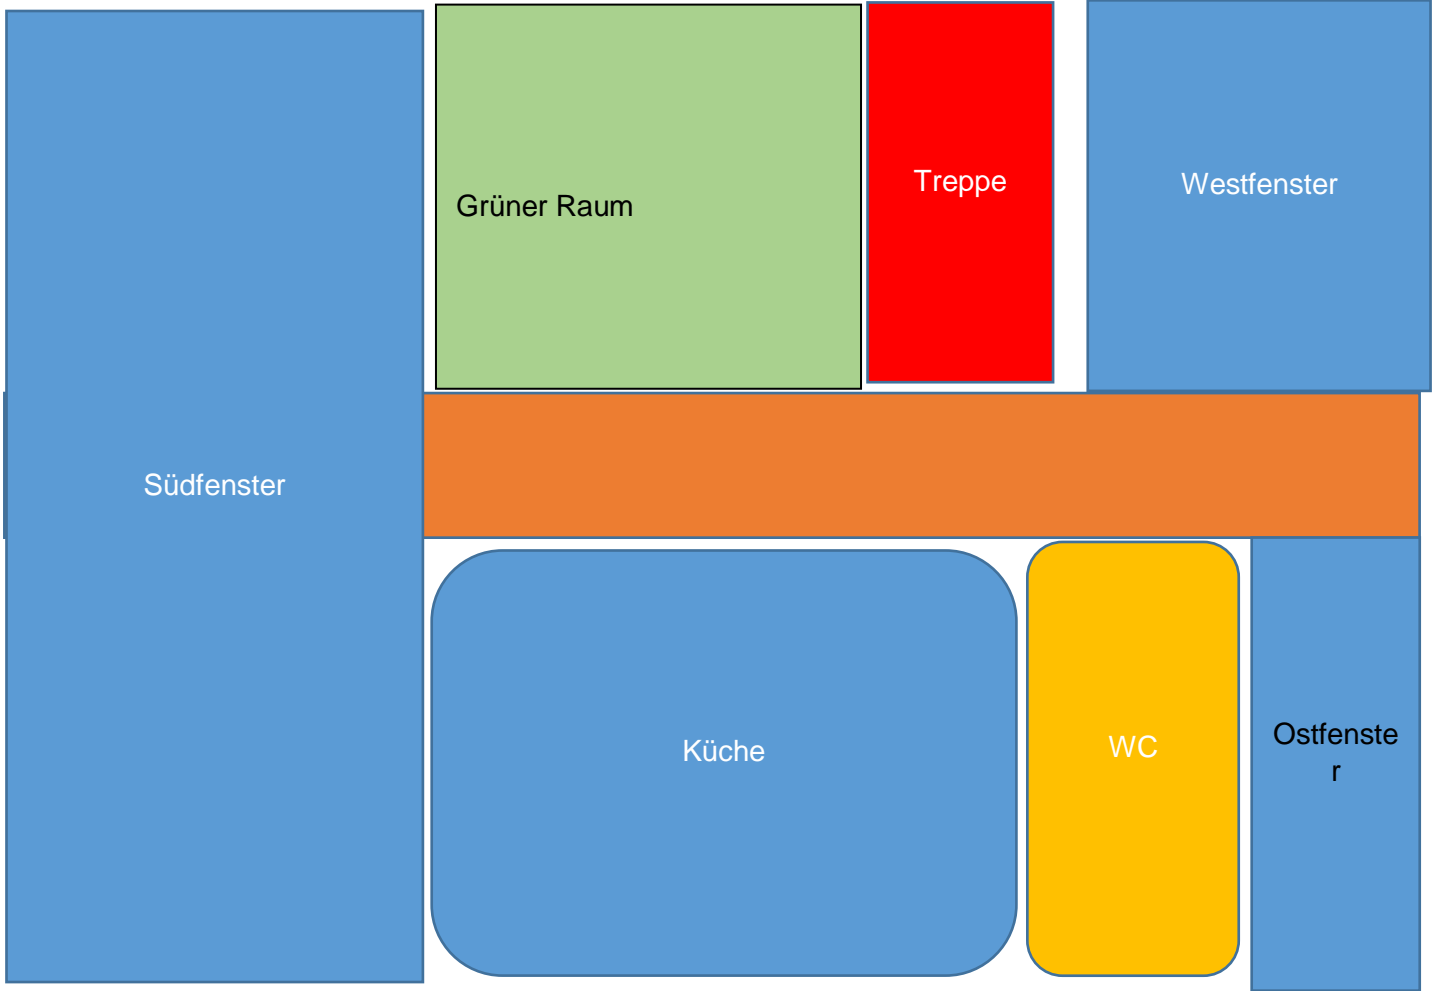 Grüner Raum
Treppe
Westfenster
Südfenster
Küche
WC
Ostfenste
r